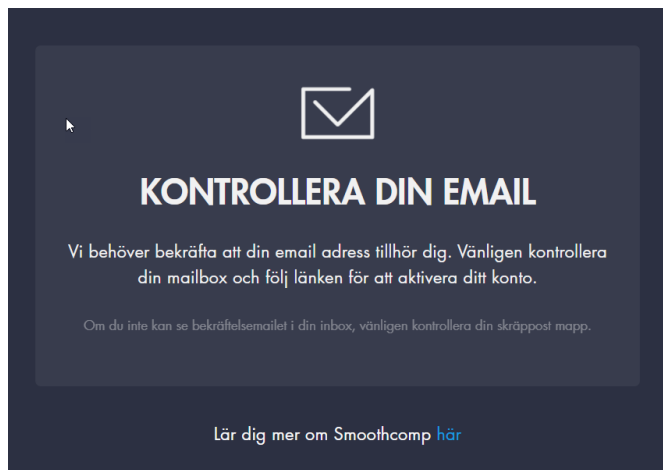 KONTROLLERA DIN EMAIL
Vi behöver bekräfta att din email adress tillhör dig. Vänligen kontrollera
din mailbox och följ länken för att aktivera ditt konto.
Om du inte kan se bekräftelsemailet i din inbox, vänligen kontrollera din skräppost mapp.
Lär dig mer om Smoothcomp här